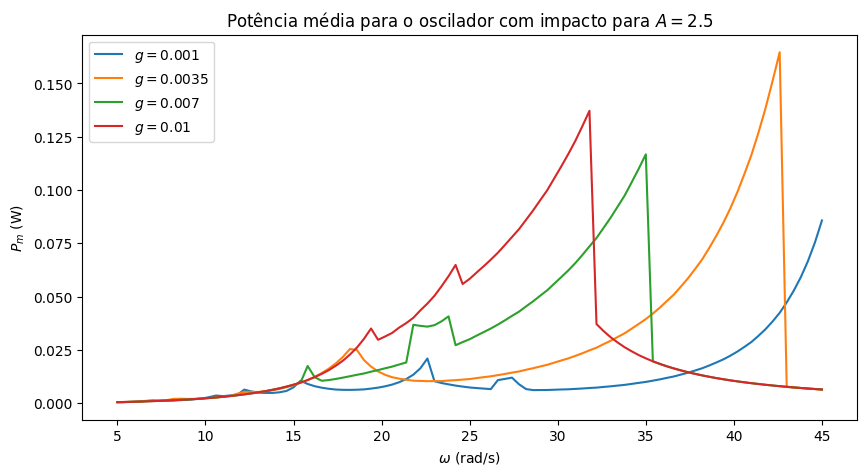 Potência média para o oscilador com impacto para A = 2.5
g = 0.001
g = 0.0035
g = 0.007
g = 0.01
P_m (W)
0.150
0.125
0.100
0.075
0.050
0.025
0.000
5 10 15 20 25 30 35 40 45
ω (rad/s)